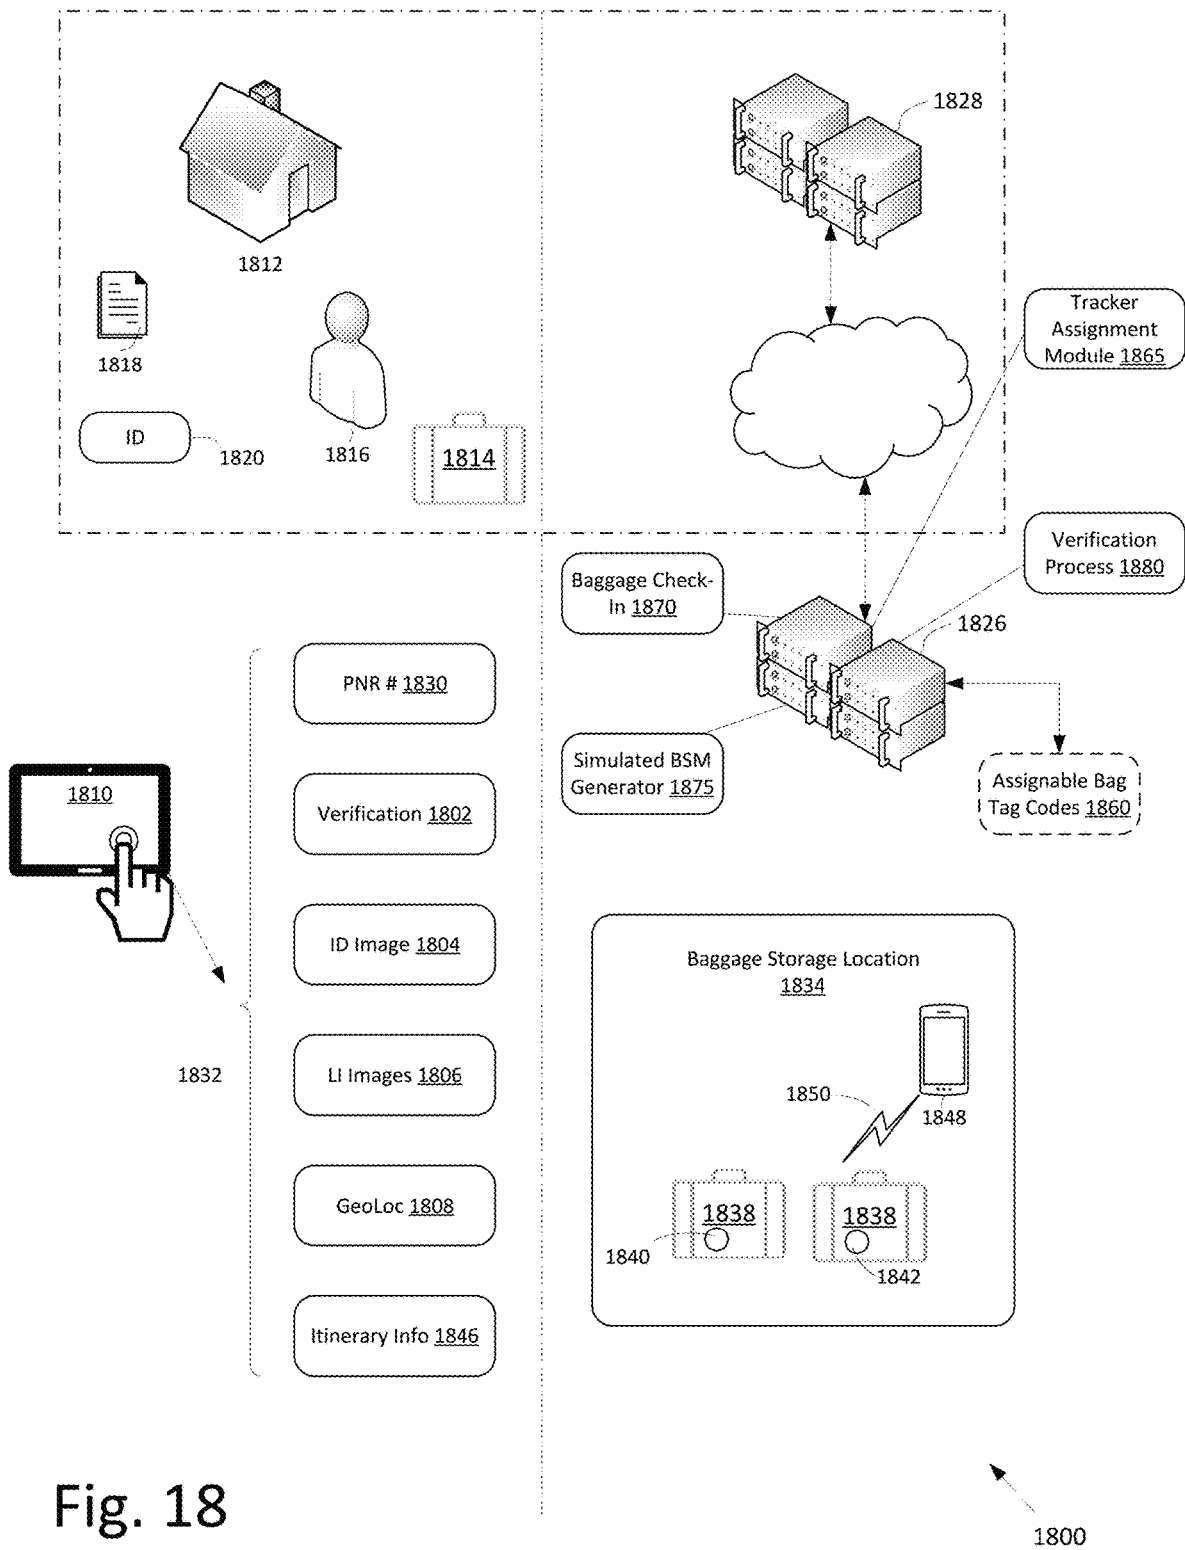 1812
1818
ID
1820
1816
1814
1828
Tracker
Assignment
Module 1865
Verification
Process 1880
Baggage Check-
In 1870
1826
Simulated BSM
Generator 1875
Assignable Bag
Tag Codes 1860
1810
1832
PNR # 1830
Verification 1802
ID Image 1804
LI Images 1806
GeoLoc 1808
Itinerary Info 1846
Baggage Storage Location
1834
1850
1848
1838
1838
1840
1842
Fig. 18
1800